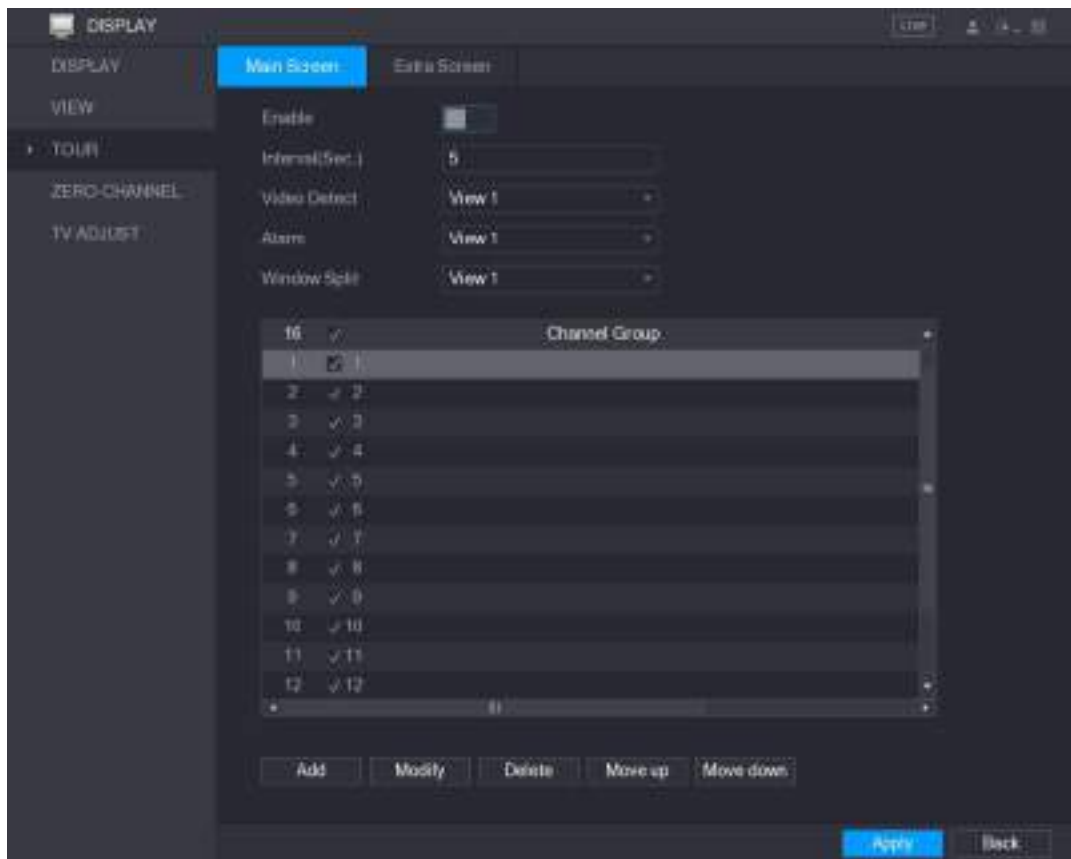 DISPLAY LIVE
DISPLAY
VIEW
TOUR
ZERO-CHANNEL
TV ADJUST
Main Screen Extra Screen
Enable
Interval(Sec.) 5
Video Detect View 1
Alarm View 1
Window Split View 1
16 Channel Group
1 1
2 2
3 3
4 4
5 5
6 6
7 7
8 8
9 9
10 10
11 11
12 12
Add Modify Delete Move up Move down
Apply Back